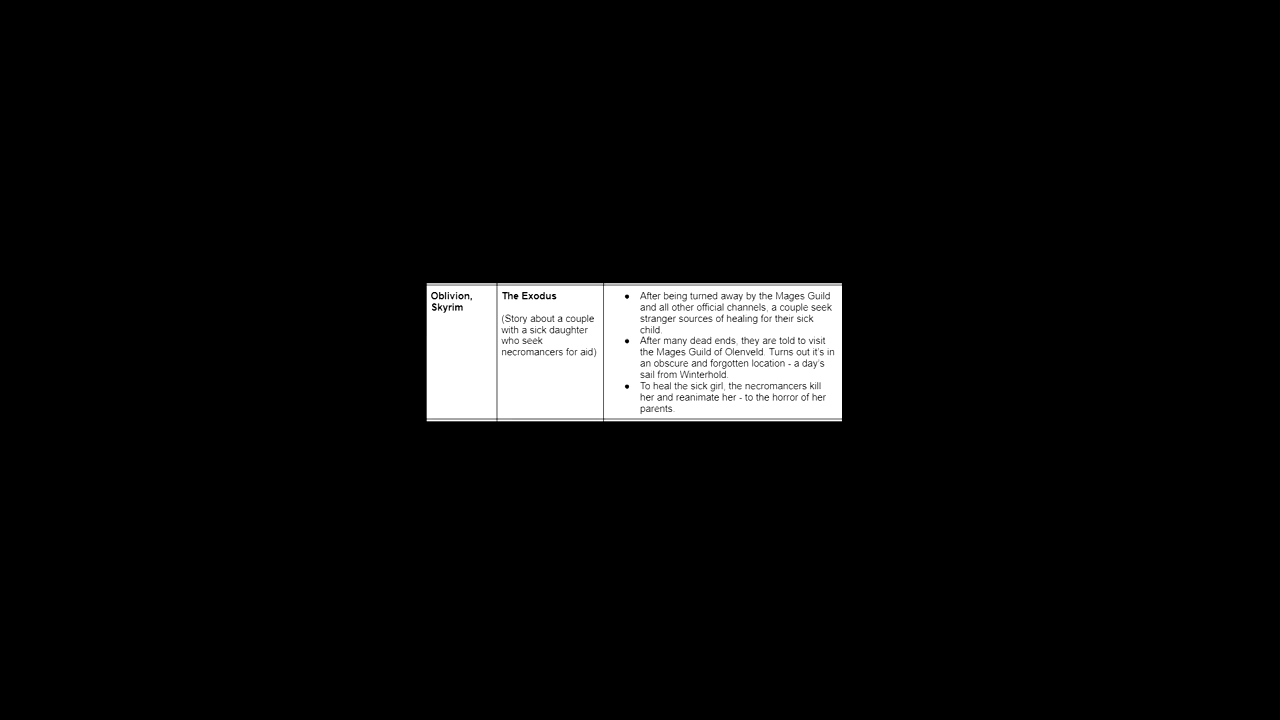 Oblivion,
Skyrim
The Exodus
(Story about a couple
with a sick daughter
who seek
necromancers for aid)
● After being turned away by the Mages Guild
and all other official channels, a couple seek
stranger sources of healing for their sick
child.
● After many dead ends, they are told to visit
the Mages Guild of Olenveld. Turns out it's in
an obscure and forgotten location - a day's
sail from Winterhold.
● To heal the sick girl, the necromancers kill
her and reanimate her - to the horror of her
parents.